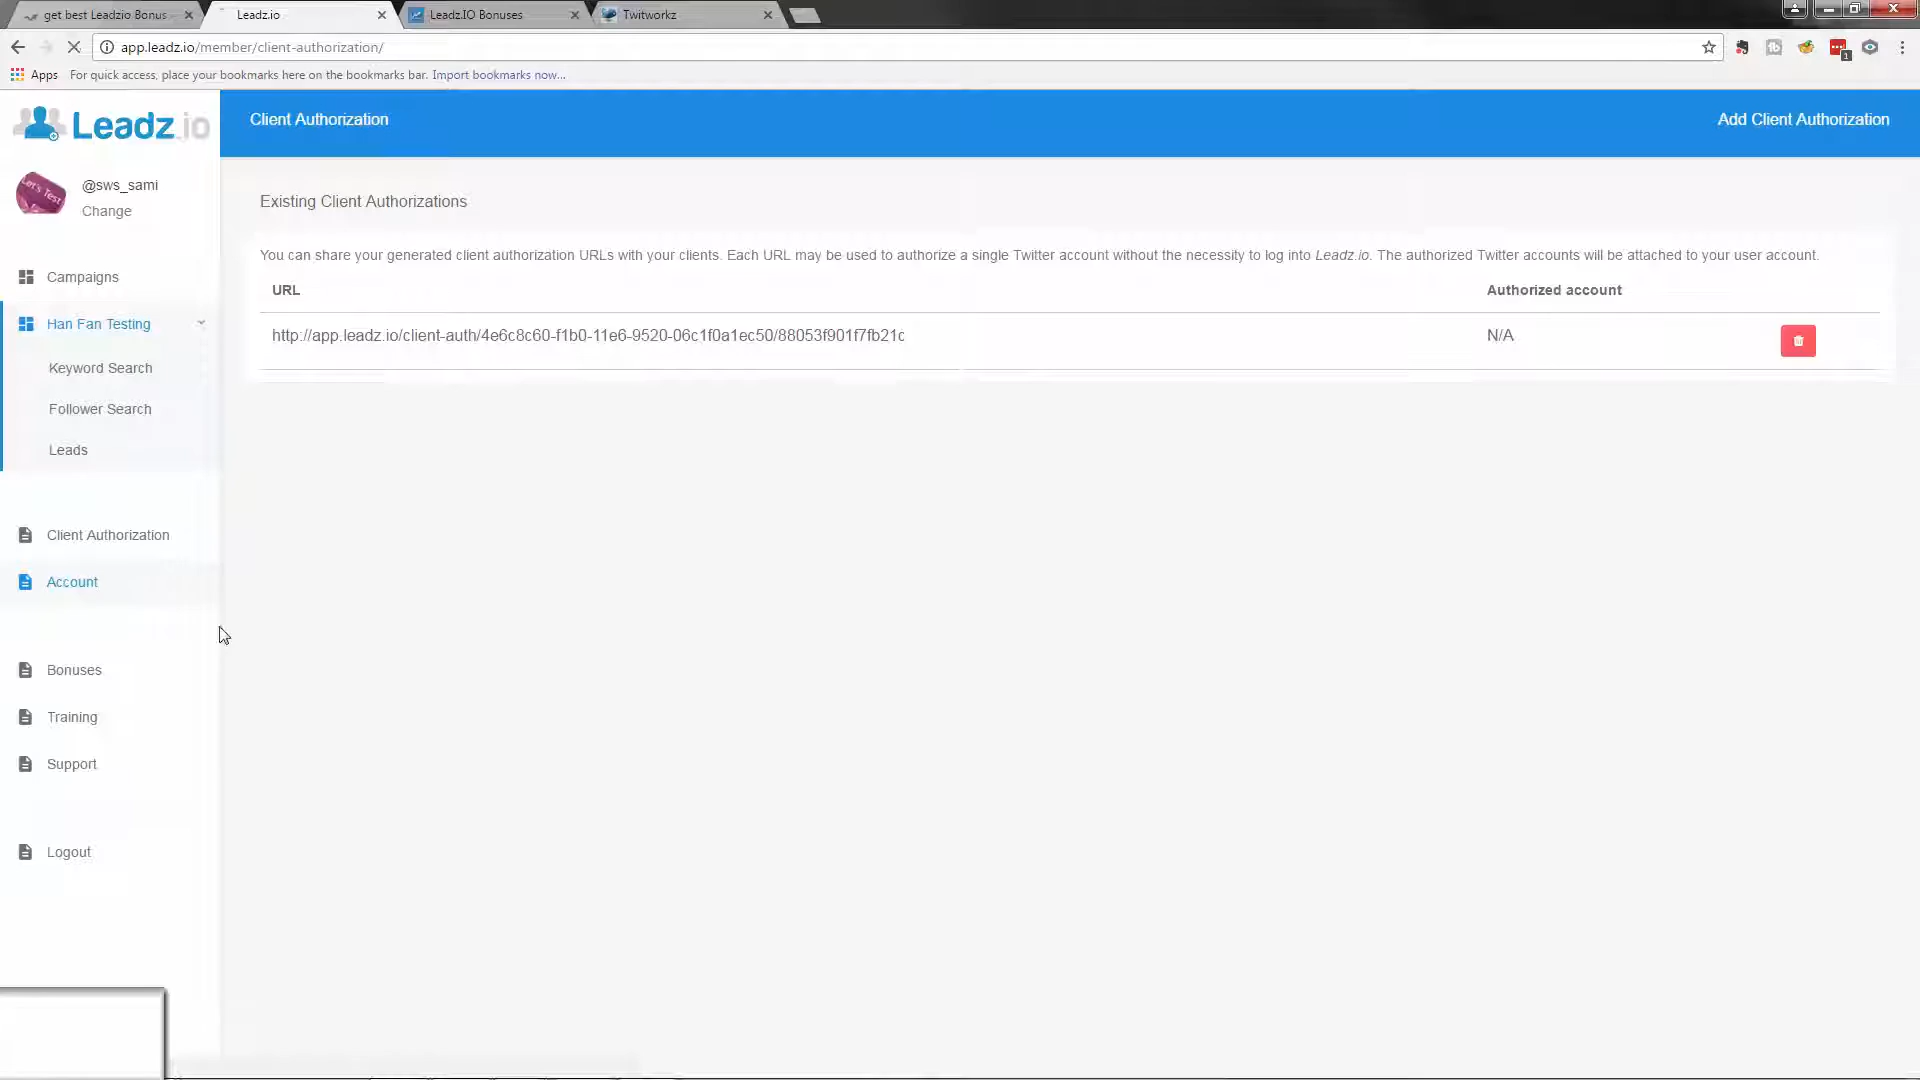 get best Leadzio Bonus
Leadz.io
Leadz.IO Bonuses
Twitworkz
app.leadz.io/member/client-authorization/
Apps For quick access, place your bookmarks here on the bookmarks bar. Import bookmarks now...
Leadz.io
Client Authorization
Add Client Authorization
Let's Test
@sws_sami
Change
Existing Client Authorizations
You can share your generated client authorization URLs with your clients. Each URL may be used to authorize a single Twitter account without the necessity to log into Leadz.io. The authorized Twitter accounts will be attached to your user account.
URL
Authorized account
http://app.leadz.io/client-auth/4e6c8c60-f1b0-11e6-9520-06c1f0a1ec50/88053f901f7fb21c
N/A
Campaigns
Han Fan Testing
Keyword Search
Follower Search
Leads
Client Authorization
Account
Bonuses
Training
Support
Logout